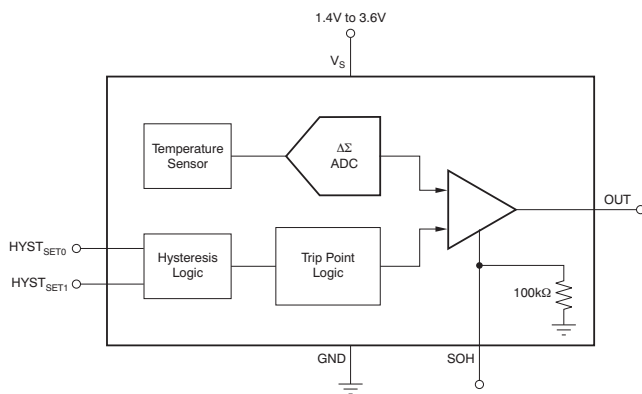 1.4V to 3.6V
V_S
Temperature
Sensor
ΔΣ
ADC
OUT
HYST_SET0
HYST_SET1
Hysteresis
Logic
Trip Point
Logic
100kΩ
GND
SOH